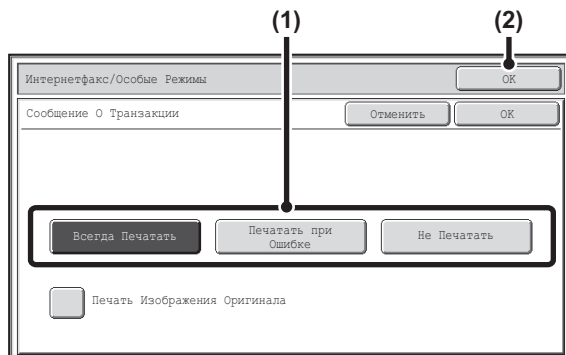 (1) (2)
Интернетфакс/Особые Режимы OK
Сообщение О Транзакции Отменить OK
Всегда Печатать Печатать при Ошибке Не Печатать
Печать Изображения Оригинала